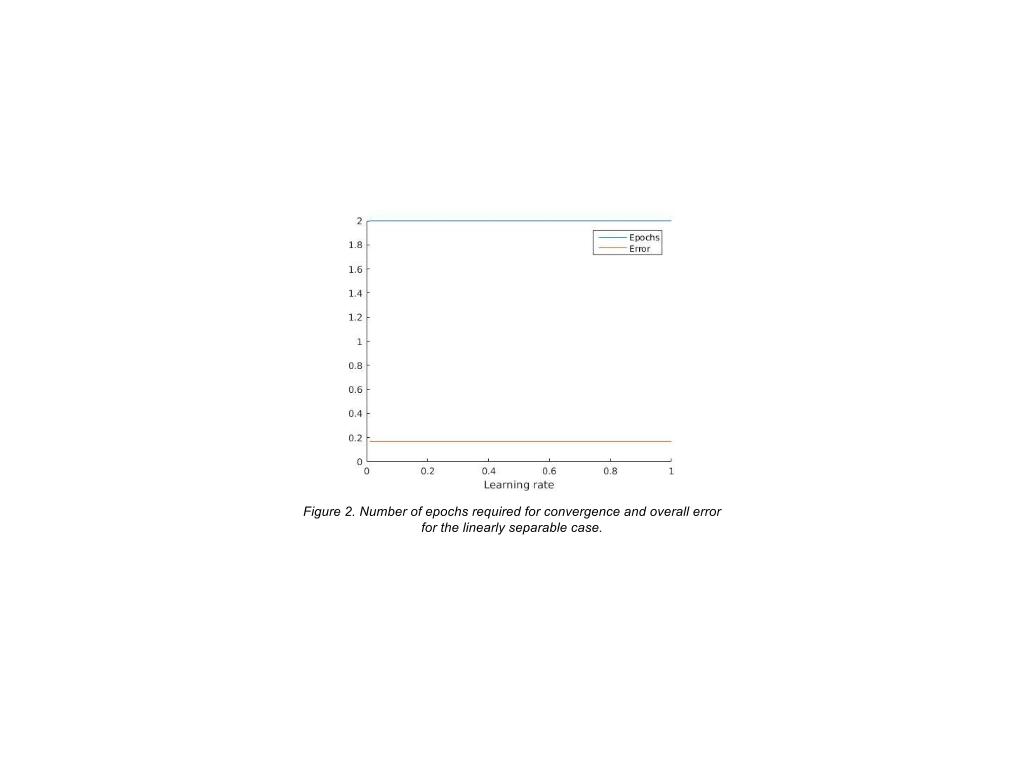 2
1.8
1.6
1.4
1.2
1
0.8
0.6
0.4
0.2
0
Epochs
Error
0 0.2 0.4 0.6 0.8 1
Learning rate
Figure 2. Number of epochs required for convergence and overall error
for the linearly separable case.